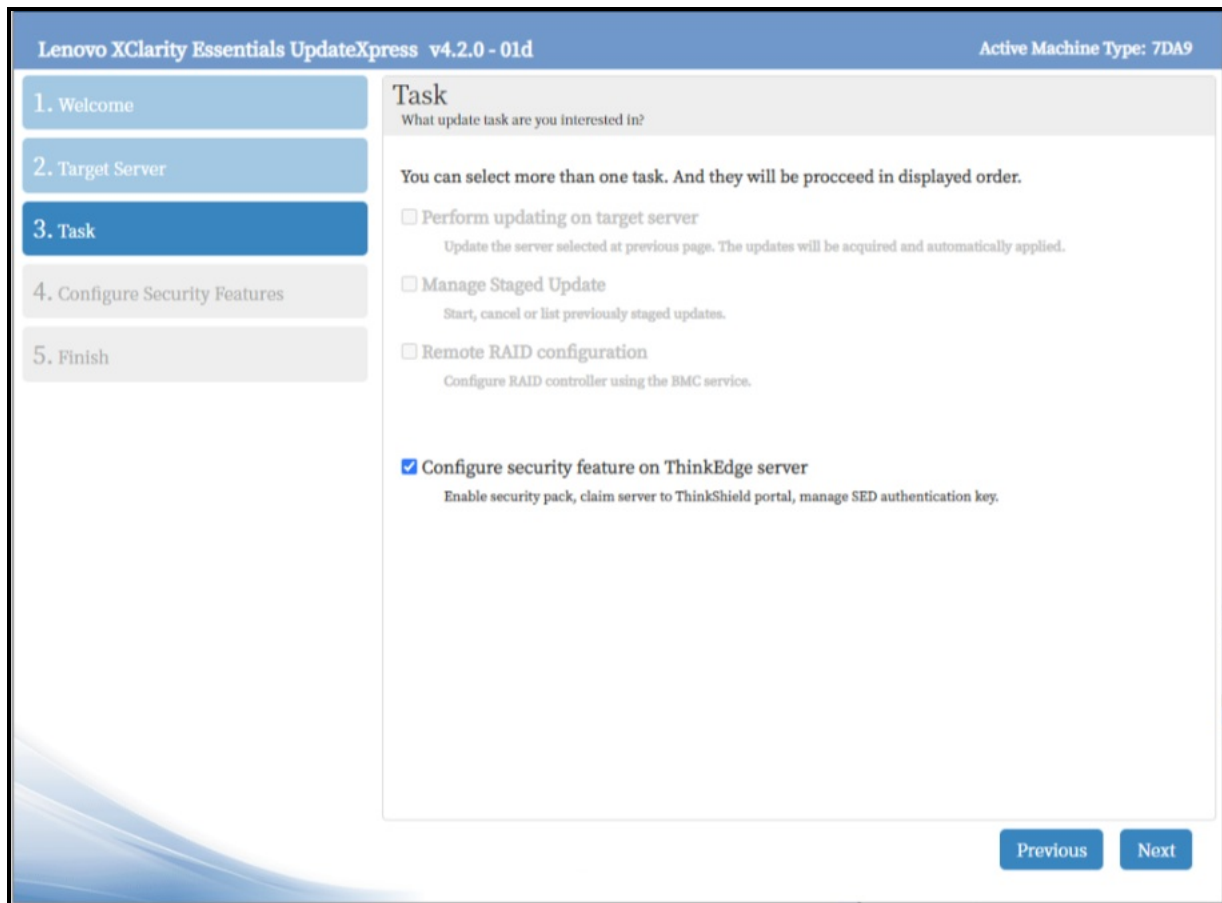 Lenovo XClarity Essentials UpdateXpress v4.2.0 - 01d
Active Machine Type: 7DA9
1. Welcome
2. Target Server
3. Task
4. Configure Security Features
5. Finish
Task
What update task are you interested in?
You can select more than one task. And they will be procceed in displayed order.
Perform updating on target server
Update the server selected at previous page. The updates will be acquired and automatically applied.
Manage Staged Update
Start, cancel or list previously staged updates.
Remote RAID configuration
Configure RAID controller using the BMC service.
Configure security feature on ThinkEdge server
Enable security pack, claim server to ThinkShield portal, manage SED authentication key.
Previous
Next